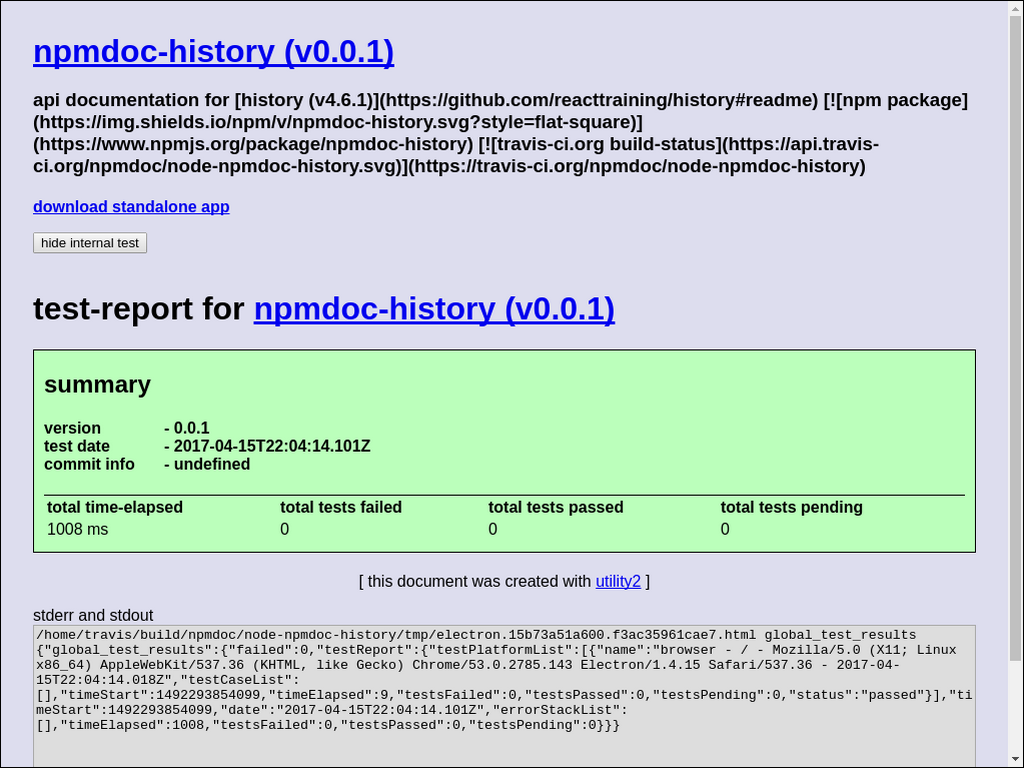 npmdoc-history (v0.0.1)
api documentation for [history (v4.6.1)](https://github.com/reacttraining/history#readme) [![npm package]
(https://img.shields.io/npm/v/npmdoc-history.svg?style=flat-square)]
(https://www.npmjs.org/package/npmdoc-history) [![travis-ci.org build-status](https://api.travis-
ci.org/npmdoc/node-npmdoc-history.svg)](https://travis-ci.org/npmdoc/node-npmdoc-history)
download standalone app
hide internal test
test-report for npmdoc-history (v0.0.1)
summary
version - 0.0.1
test date - 2017-04-15T22:04:14.101Z
commit info - undefined
total time-elapsed total tests failed total tests passed total tests pending
1008 ms 0 0 0
[ this document was created with utility2 ]
stderr and stdout
/home/travis/build/npmdoc/node-npmdoc-history/tmp/electron.15b73a51a600.f3ac35961cae7.html global_test_results
{"global_test_results":{"failed":0,"testReport":{"testPlatformList":[{"name":"browser - / - Mozilla/5.0 (X11; Linux
x86_64) AppleWebKit/537.36 (KHTML, like Gecko) Chrome/53.0.2785.143 Electron/1.4.15 Safari/537.36 - 2017-04-
15T22:04:14.018Z","testCaseList":
[],"timeStart":1492293854099,"timeElapsed":9,"testsFailed":0,"testsPassed":0,"testsPending":0,"status":"passed"}],"ti
meStart":1492293854099,"date":"2017-04-15T22:04:14.101Z","errorStackList":
[],"timeElapsed":1008,"testsFailed":0,"testsPassed":0,"testsPending":0}}}